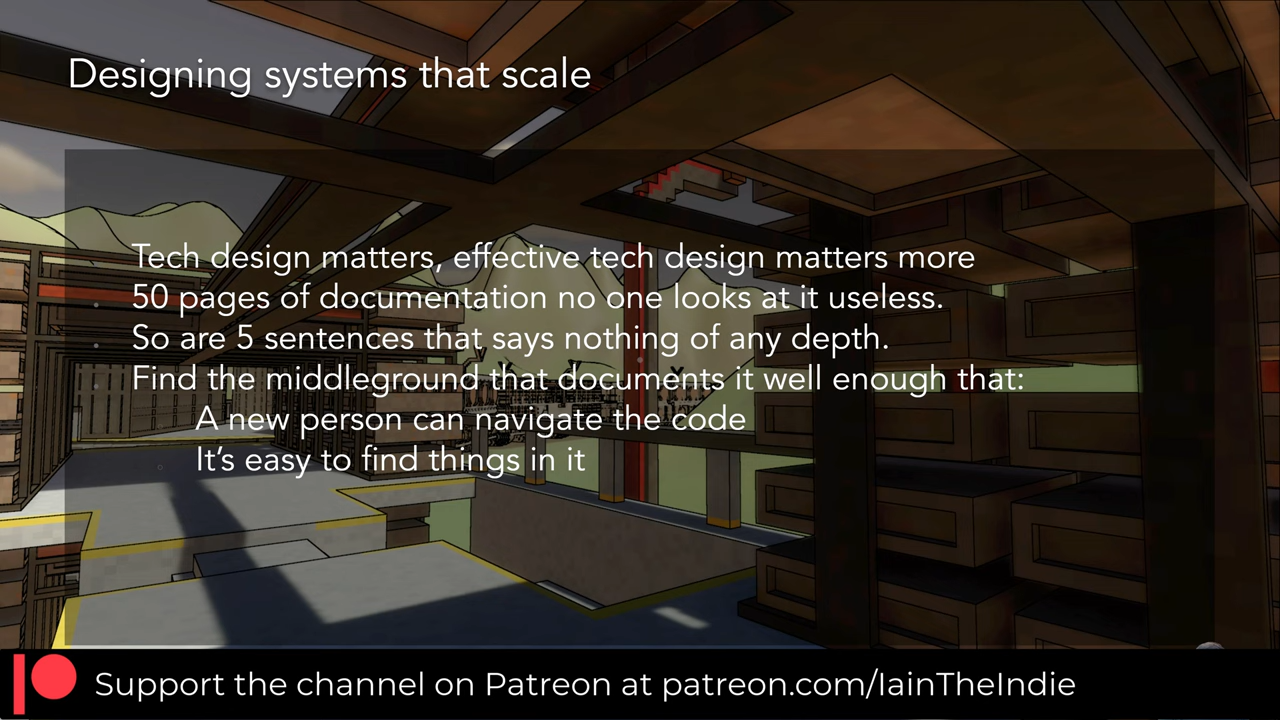 Designing systems that scale
Tech design matters, effective tech design matters more
50 pages of documentation no one looks at it useless.
So are 5 sentences that says nothing of any depth.
Find the middleground that documents it well enough that:
A new person can navigate the code
It’s easy to find things in it
Support the channel on Patreon at patreon.com/IainTheIndie